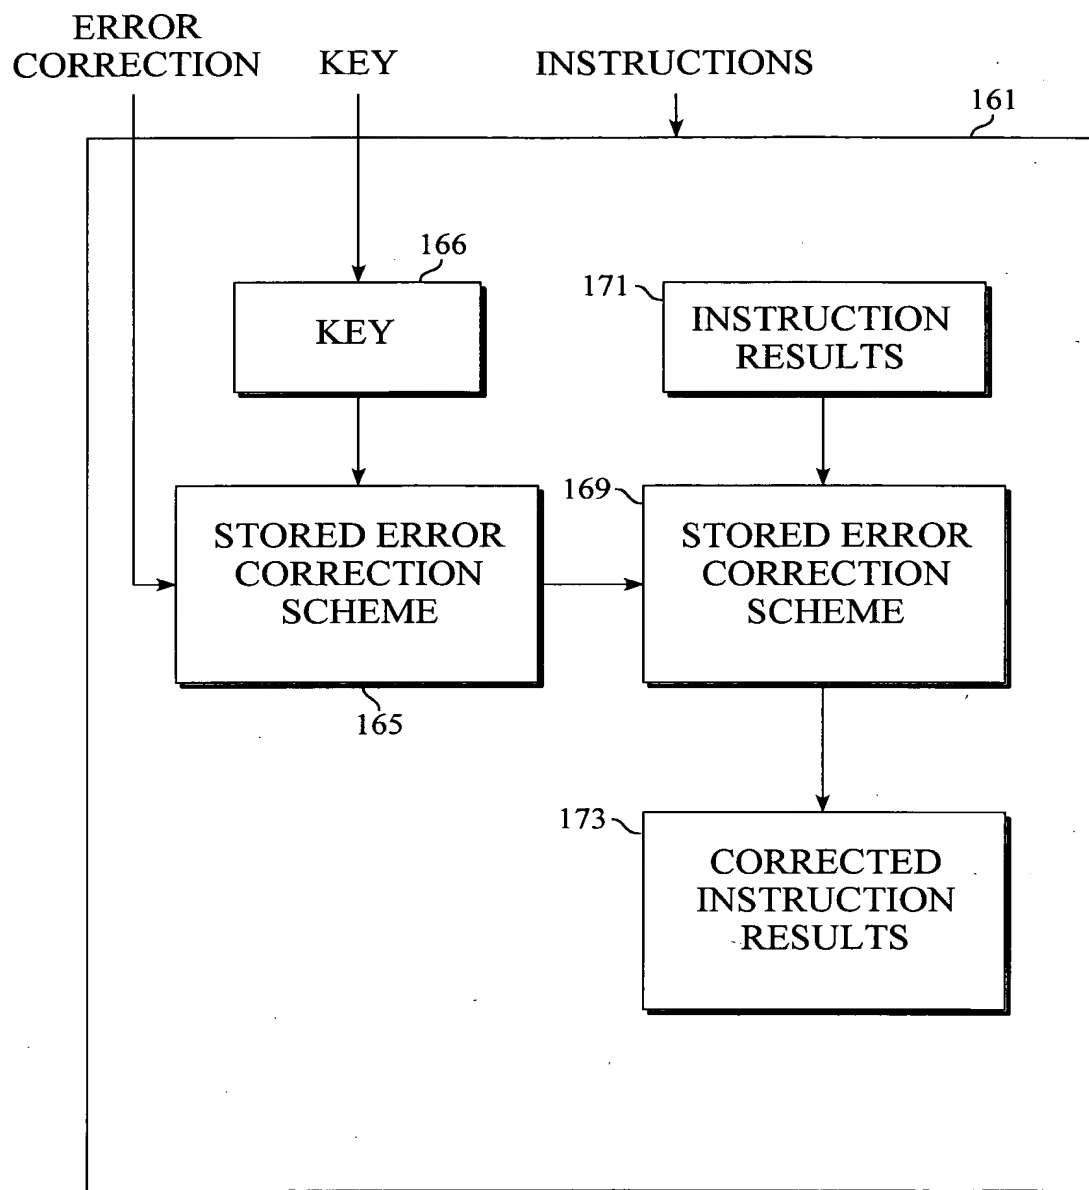 ERROR
CORRECTION
KEY
INSTRUCTIONS
161
166
KEY
171
INSTRUCTION
RESULTS
STORED ERROR
CORRECTION
SCHEME
165
169
STORED ERROR
CORRECTION
SCHEME
173
CORRECTED
INSTRUCTION
RESULTS